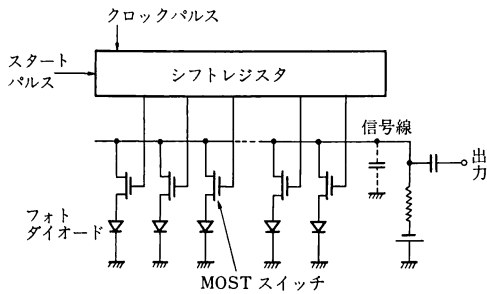 クロックパルス
スタート
パルス
シフトレジスタ
信号線
出力
フォト
ダイオード
MOST スイッチ